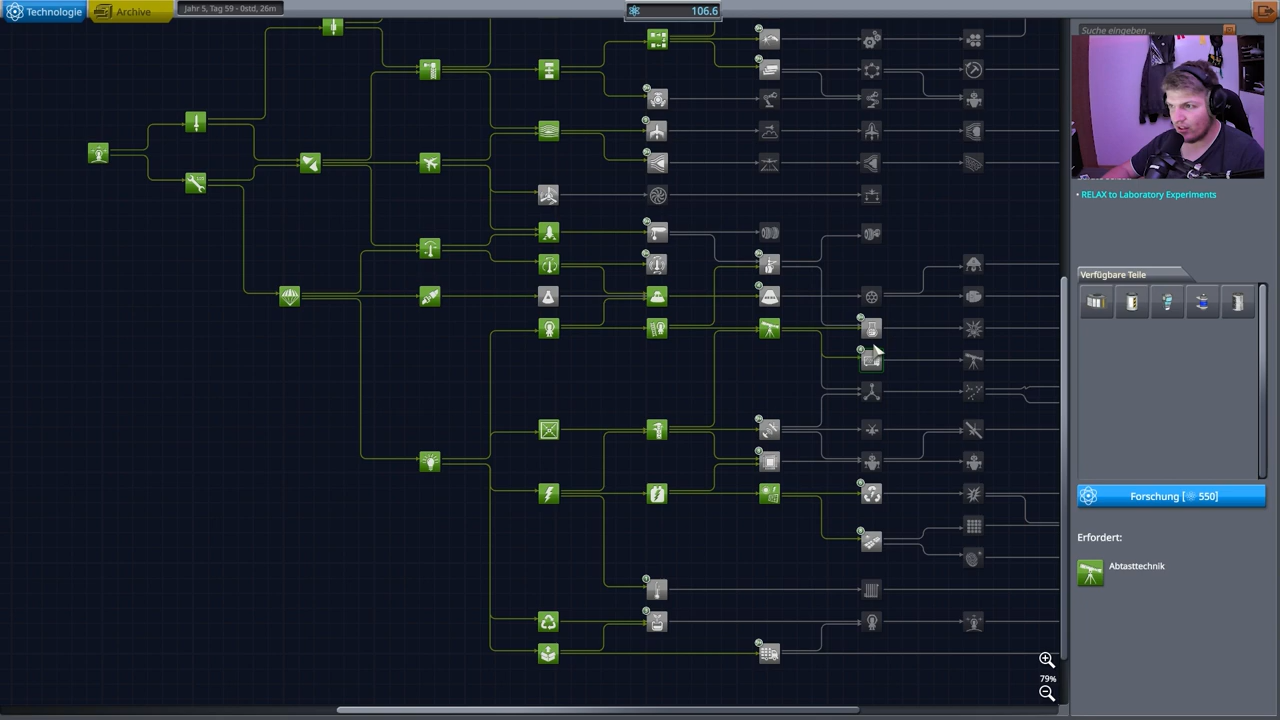 Technologie
Archive
Jahr 5, Tag 59 - 0std, 26m
106.6
Suche eingeben ...
• RELAX to Laboratory Experiments
Verfügbare Teile
Forschung [ 550]
Erfordert:
Abtasttechnik
79%